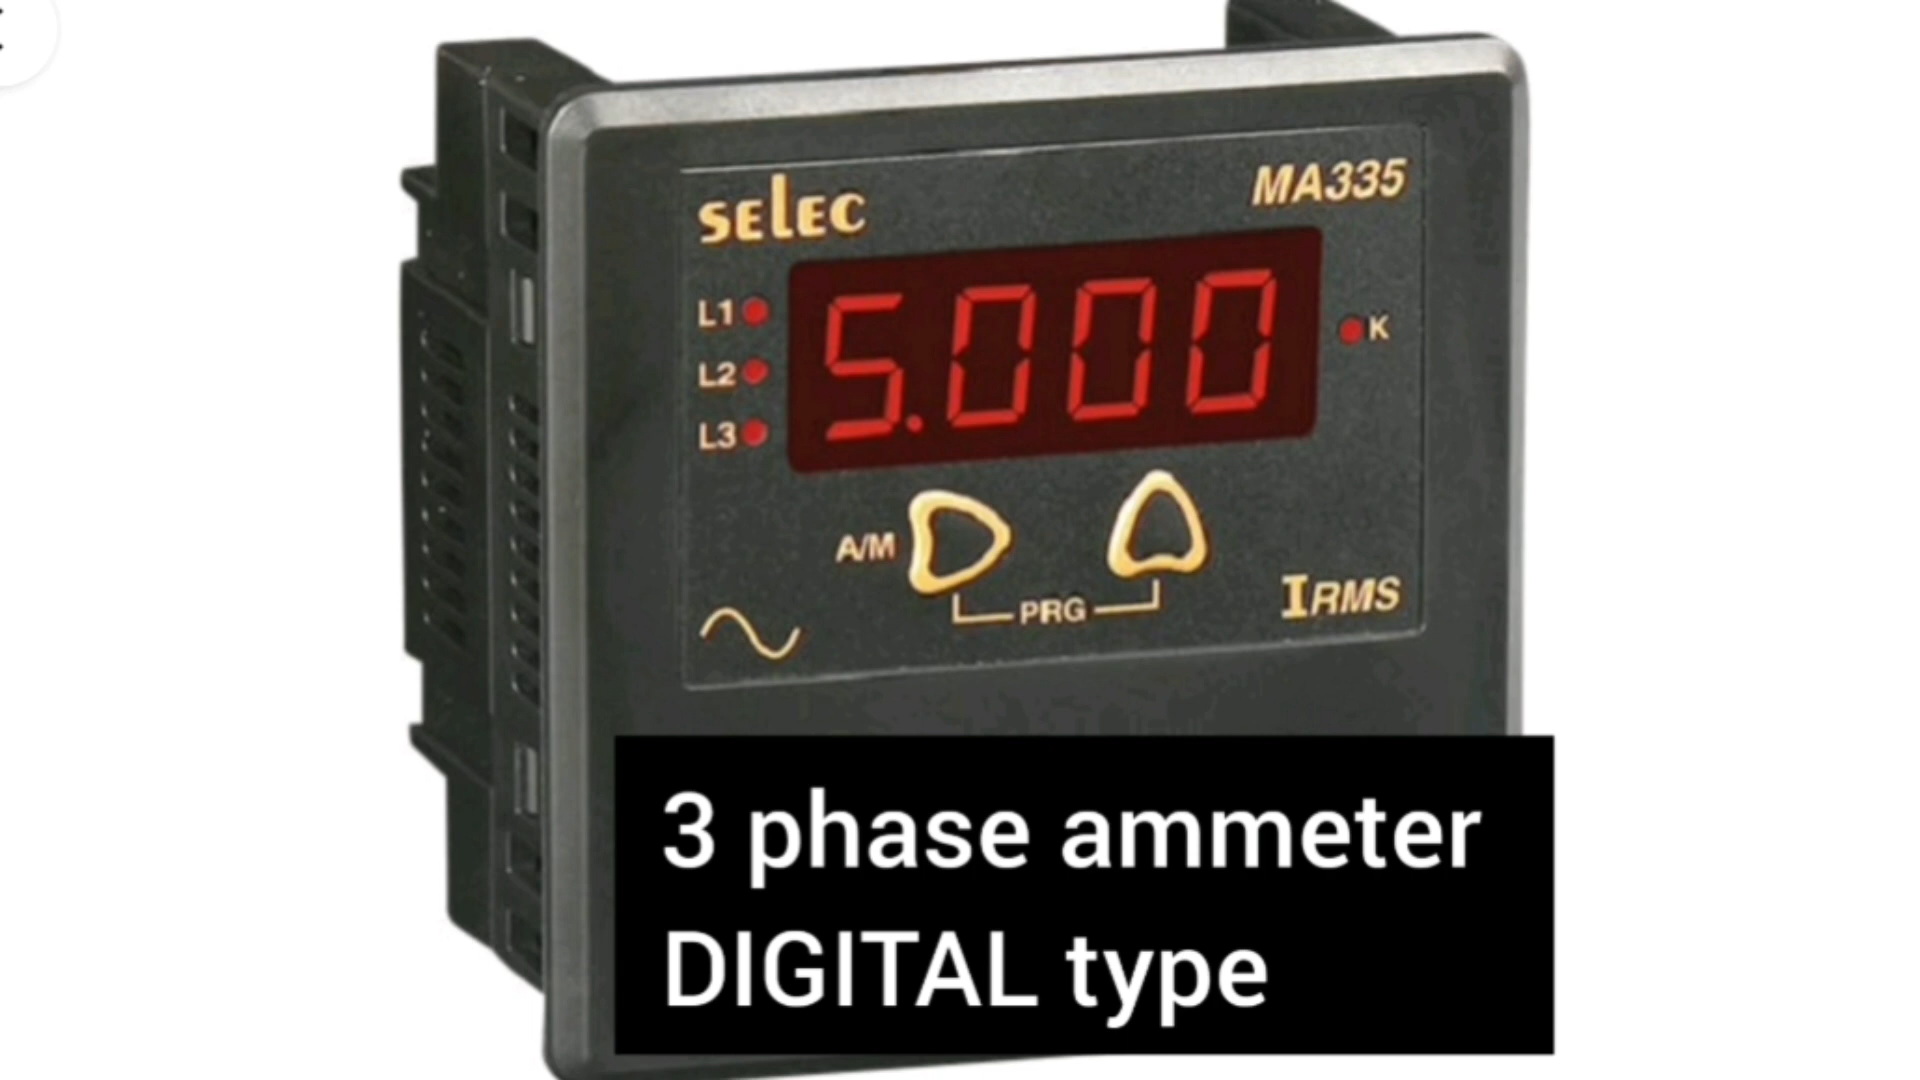 selec
MA335
L1
L2
L3
5.000
K
A/M
PRG
IRMS
3 phase ammeter
DIGITAL type